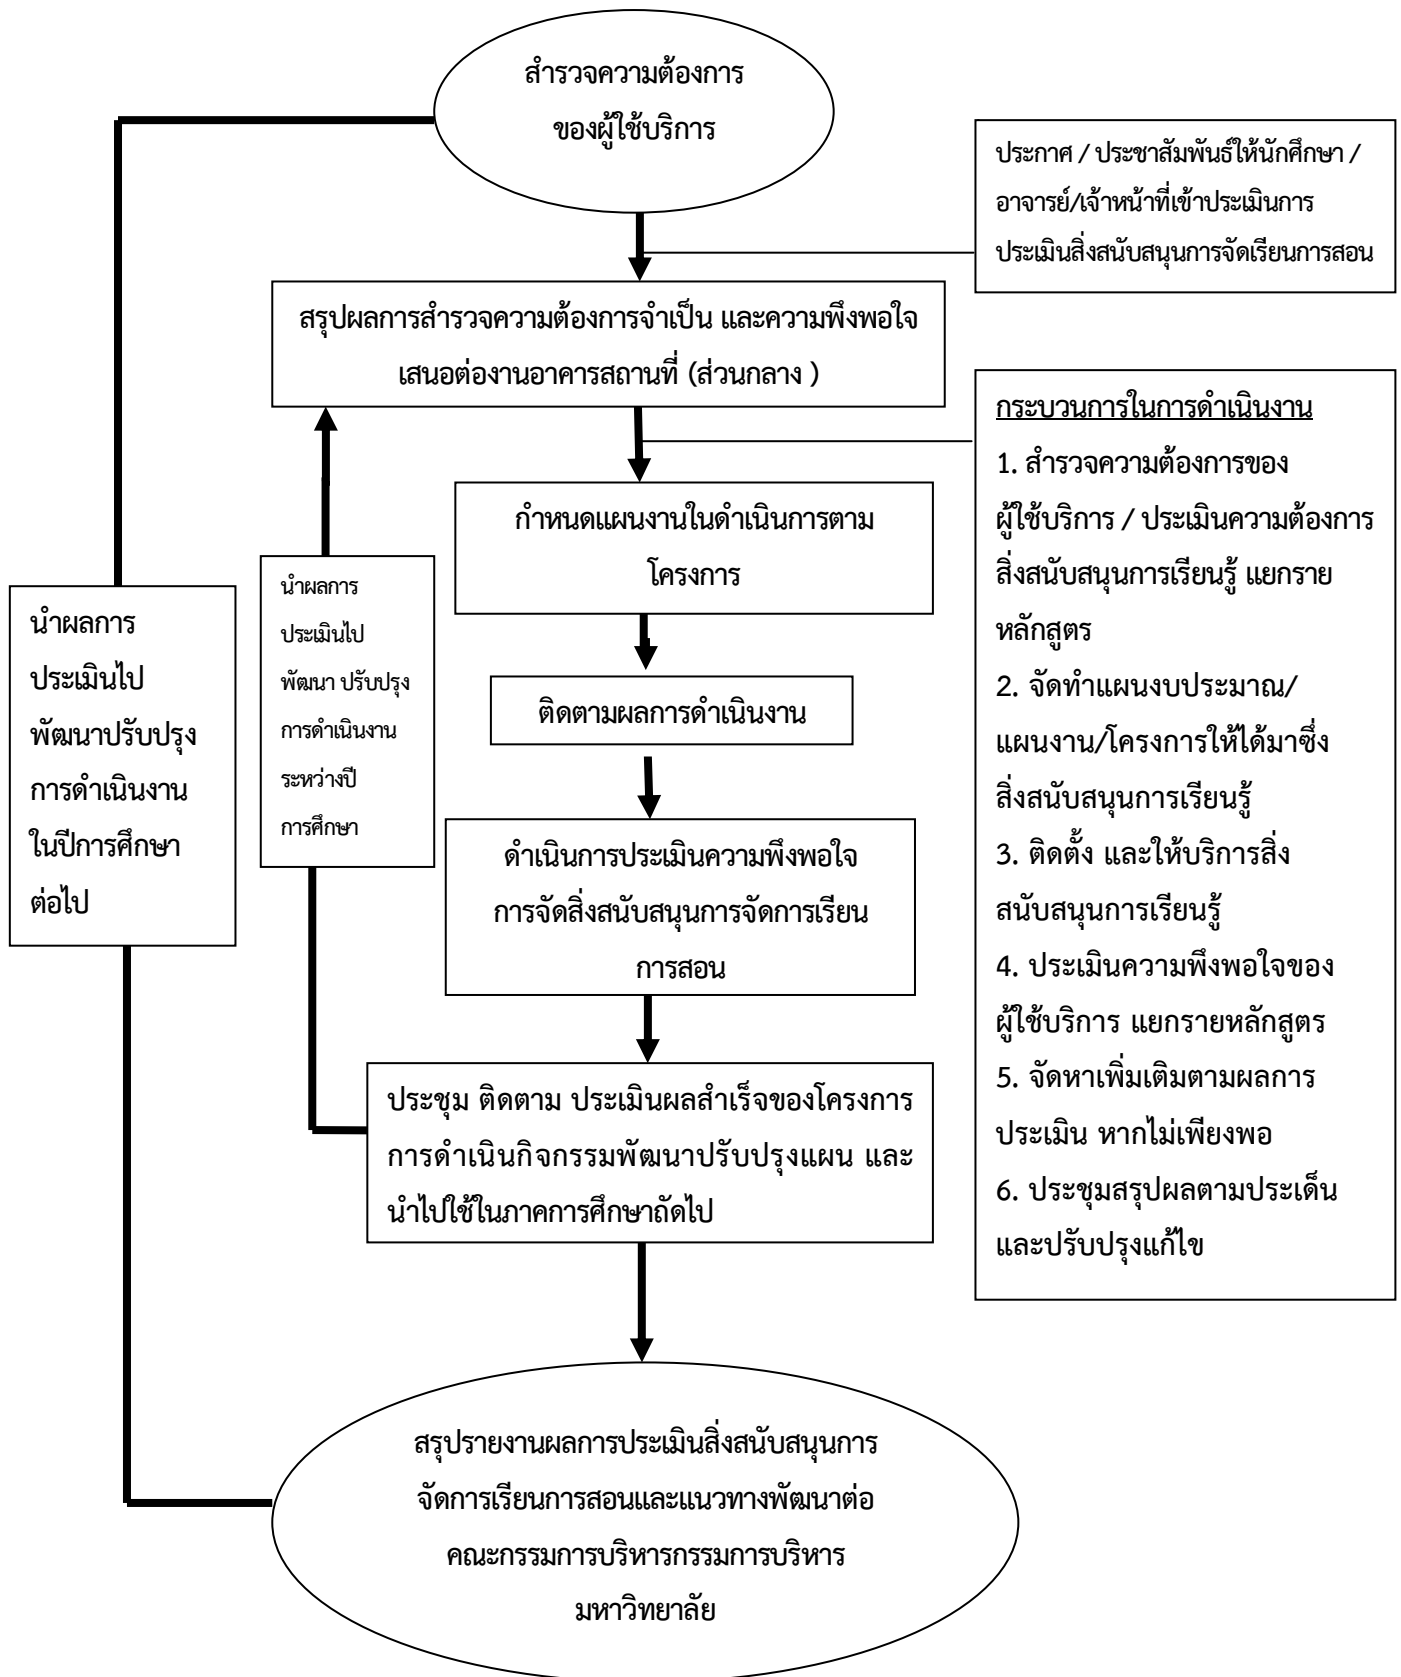 สำรวจความต้องการ
ของผู้ใช้บริการ
ประกาศ / ประชาสัมพันธ์ให้นักศึกษา /
อาจารย์/เจ้าหน้าที่เข้าประเมินการ
ประเมินสิ่งสนับสนุนการจัดเรียนการสอน
สรุปผลการสำรวจความต้องการจำเป็น และความพึงพอใจ
เสนอต่องานอาคารสถานที่ (ส่วนกลาง )
กระบวนการในการดำเนินงาน
1. สำรวจความต้องการของ
ผู้ใช้บริการ / ประเมินความต้องการ
สิ่งสนับสนุนการเรียนรู้ แยกราย
หลักสูตร
2. จัดทำแผนงบประมาณ/
แผนงาน/โครงการให้ได้มาซึ่ง
สิ่งสนับสนุนการเรียนรู้
3. ติดตั้ง และให้บริการสิ่ง
สนับสนุนการเรียนรู้
4. ประเมินความพึงพอใจของ
ผู้ใช้บริการ แยกรายหลักสูตร
5. จัดหาเพิ่มเติมตามผลการ
ประเมิน หากไม่เพียงพอ
6. ประชุมสรุปผลตามประเด็น
และปรับปรุงแก้ไข
กำหนดแผนงานในดำเนินการตาม
โครงการ
นำผลการ
ประเมินไป
พัฒนา ปรับปรุง
การดำเนินงาน
ระหว่างปี
การศึกษา
นำผลการ
ประเมินไป
พัฒนาปรับปรุง
การดำเนินงาน
ในปีการศึกษา
ต่อไป
ติดตามผลการดำเนินงาน
ดำเนินการประเมินความพึงพอใจ
การจัดสิ่งสนับสนุนการจัดการเรียน
การสอน
ประชุม ติดตาม ประเมินผลสำเร็จของโครงการ
การดำเนินกิจกรรมพัฒนาปรับปรุงแผน และ
นำไปใช้ในภาคการศึกษาถัดไป
สรุปรายงานผลการประเมินสิ่งสนับสนุนการ
จัดการเรียนการสอนและแนวทางพัฒนาต่อ
คณะกรรมการบริหารกรรมการบริหาร
มหาวิทยาลัย